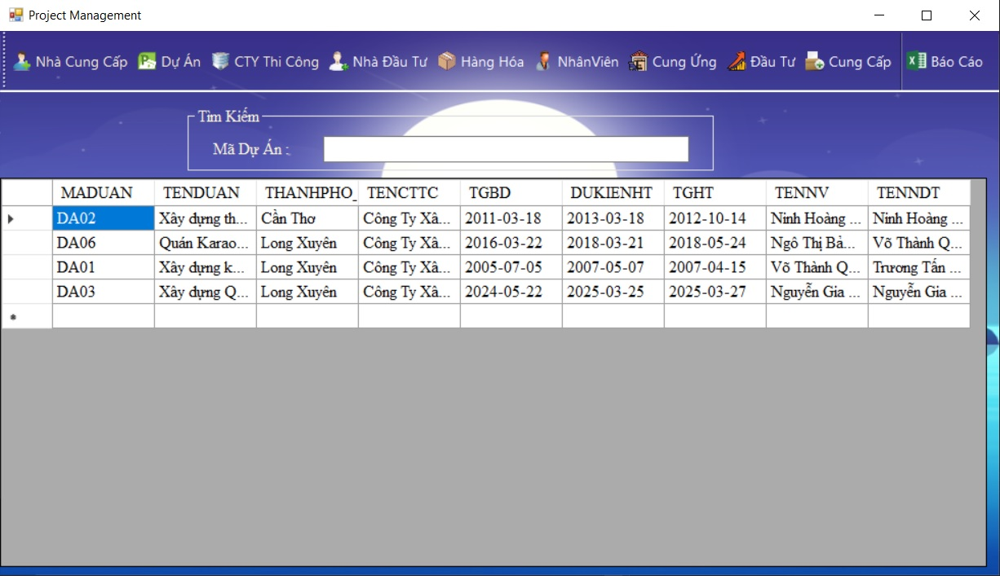 Project Management
Nhà Cung Cấp Dự Án CTY Thi Công Nhà Đầu Tư Hàng Hóa NhânViên Cung Ứng Đầu Tư Cung Cấp Báo Cáo
Tìm Kiếm
Mã Dự Án :
MADUAN TENDUAN THANHPHO_ TENCTTC TGBD DUKIENHT TGHT TENNV TENNDT
DA02 Xây dựng th... Cần Thơ Công Ty Xâ... 2011-03-18 2013-03-18 2012-10-14 Ninh Hoàng ... Ninh Hoàng ...
DA06 Quán Karao... Long Xuyên Công Ty Xâ... 2016-03-22 2018-03-21 2018-05-24 Ngô Thị Bả... Võ Thành Q...
DA01 Xây dựng k... Long Xuyên Công Ty Xâ... 2005-07-05 2007-05-07 2007-04-15 Võ Thành Q... Trương Tấn ...
DA03 Xây dựng Q... Long Xuyên Công Ty Xâ... 2024-05-22 2025-03-25 2025-03-27 Nguyễn Gia ... Nguyễn Gia ...